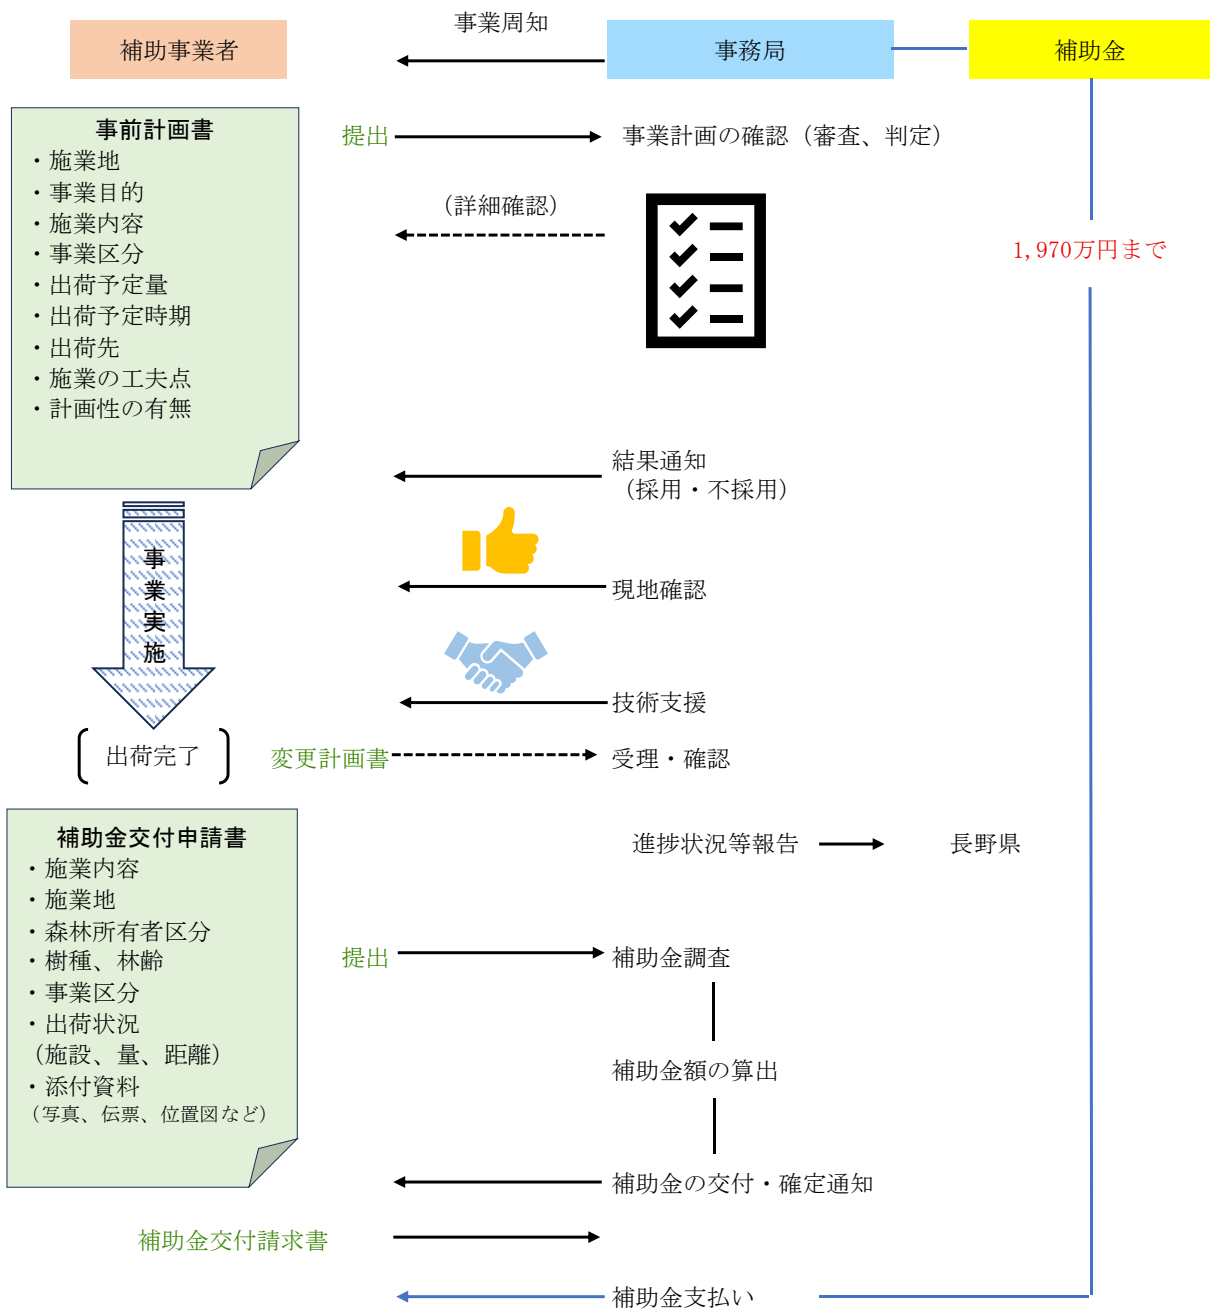 事業周知
補助事業者
事務局
補助金
事前計画書
・施業地
・事業目的
・施業内容
・事業区分
・出荷予定量
・出荷予定時期
・出荷先
・施業の工夫点
・計画性の有無
提出
事業計画の確認（審査、判定）
（詳細確認）
1,970万円まで
結果通知
（採用・不採用）
事業実施
現地確認
技術支援
出荷完了
変更計画書
受理・確認
補助金交付申請書
・施業内容
・施業地
・森林所有者区分
・樹種、林齢
・事業区分
・出荷状況
（施設、量、距離）
・添付資料
（写真、伝票、位置図など）
進捗状況等報告
長野県
提出
補助金調査
補助金額の算出
補助金の交付・確定通知
補助金交付請求書
補助金支払い